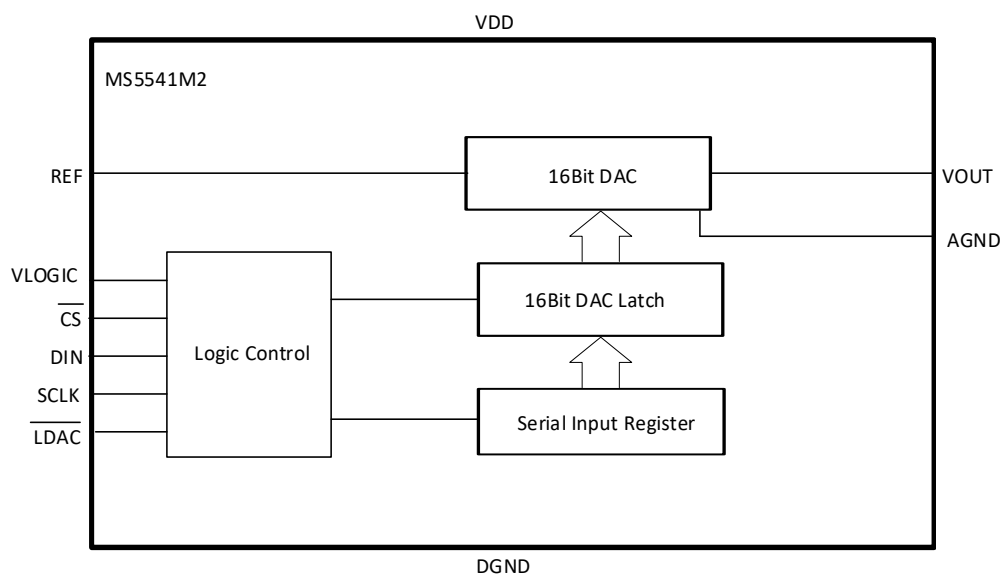 VDD
MS5541M2
REF
16Bit DAC
VOUT
AGND
VLOGIC
16Bit DAC Latch
CS
DIN
Logic Control
SCLK
Serial Input Register
LDAC
DGND